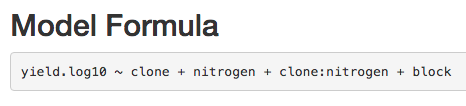 Model Formula
yield.log10 ~ clone + nitrogen + clone:nitrogen + block